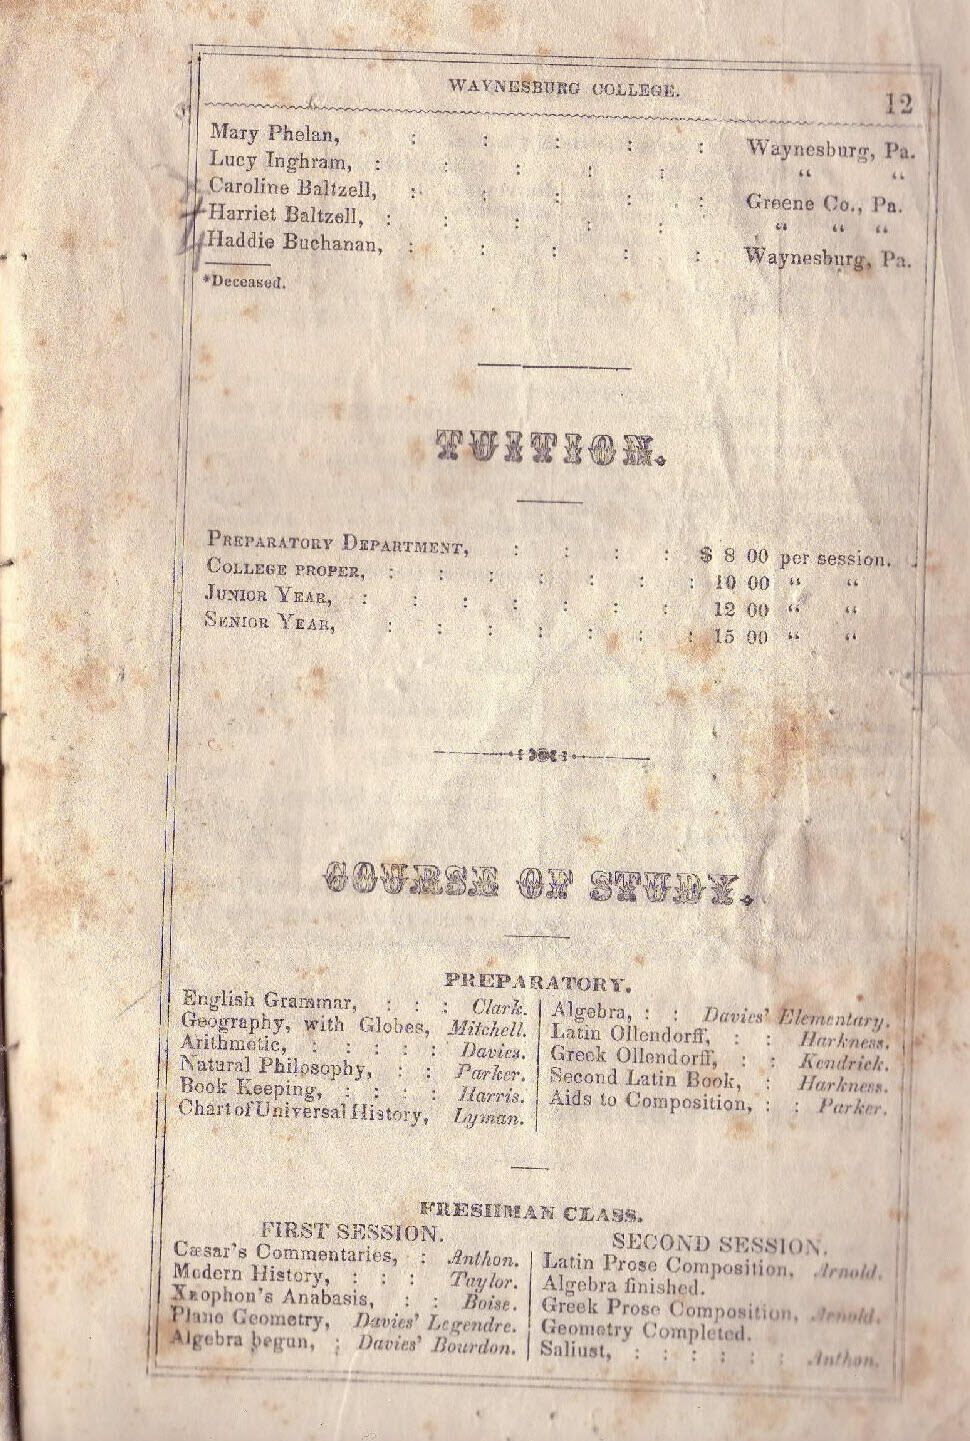 WAYNESBURG COLLEGE.
12
Mary Phelan, : : : : : Waynesburg, Pa.
Lucy Inghram, : : : : : “ “
Caroline Baltzell, : : : : : Greene Co., Pa.
Harriet Baltzell, : : : : : “ “ “
Haddie Buchanan, : : : : : Waynesburg, Pa.
*Deceased.
TUITION.
PREPARATORY DEPARTMENT, : : : : $ 8 00 per session.
COLLEGE PROPER, : : : : : : : 10 00 “ “
JUNIOR YEAR, : : : : : : : 12 00 “ “
SENIOR YEAR, : : : : : : : 15 00 “ “
COURSE OF STUDY.
PREPARATORY.
English Grammar, : : : Clark.
Geography, with Globes, Mitchell.
Arithmetic, : : : : : Davies.
Natural Philosophy, : : Parker.
Book Keeping, : : : : Harris.
Chart of Universal History, Lyman.
Algebra, : : Davies’ Elementary.
Latin Ollendorff, : : Harkness.
Greek Ollendorff, : : Kendrick.
Second Latin Book, : Harkness.
Aids to Composition, : : Parker.
FRESHMAN CLASS.
FIRST SESSION.
Cæsar's Commentaries, : Anthon.
Modern History, : : : Taylor.
Xeophon's Anabasis, : : Boise.
Plane Geometry, Davies’ Legendre.
Algebra begun, : Davies’ Bourdon.
SECOND SESSION.
Latin Prose Composition, Arnold.
Algebra finished.
Greek Prose Composition, Arnold.
Geometry Completed.
Sallust, : : : : : : Anthon.